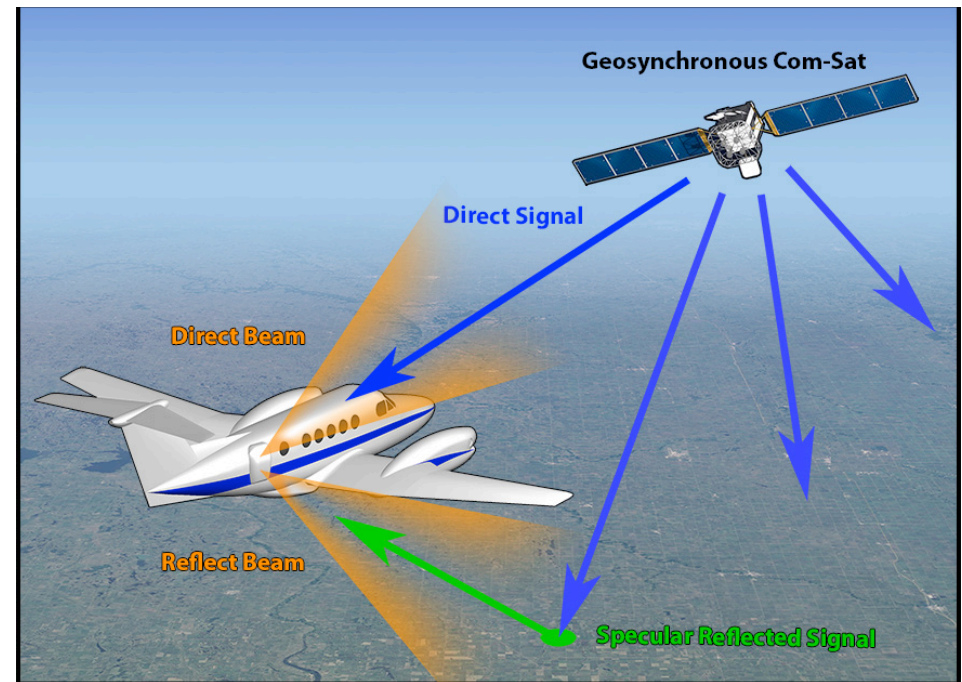 Geosynchronous Com-Sat
Direct Signal
Direct Beam
Reflect Beam
Specular Reflected Signal